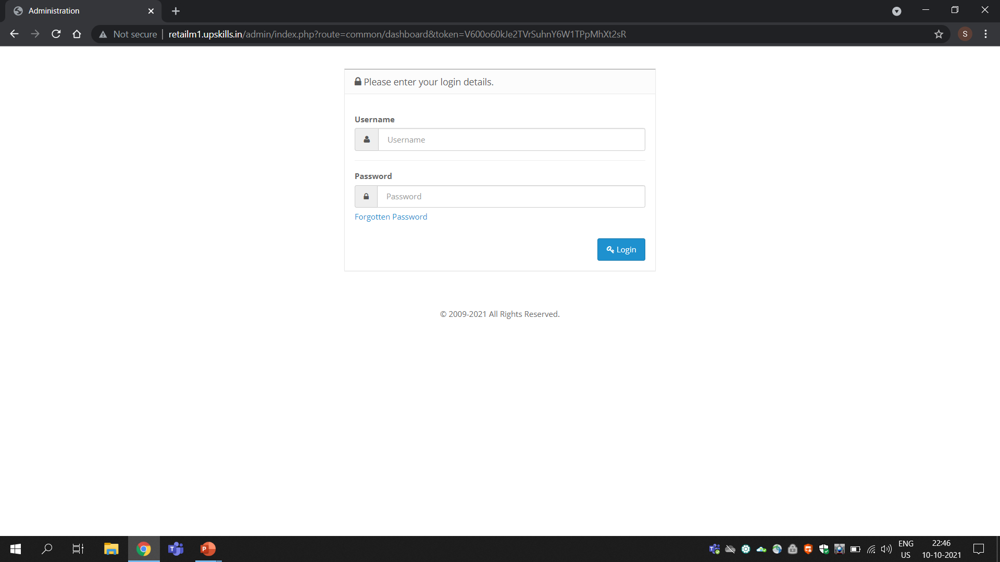 Administration
Not secure | retailm1.upskills.in/admin/index.php?route=common/dashboard&token=V600o60kJe2TVrSuhnY6W1TPpMhXt2sR
S
Please enter your login details.
Username
Username
Password
Password
Forgotten Password
Login
© 2009-2021 All Rights Reserved.
ENG
US
22:46
10-10-2021